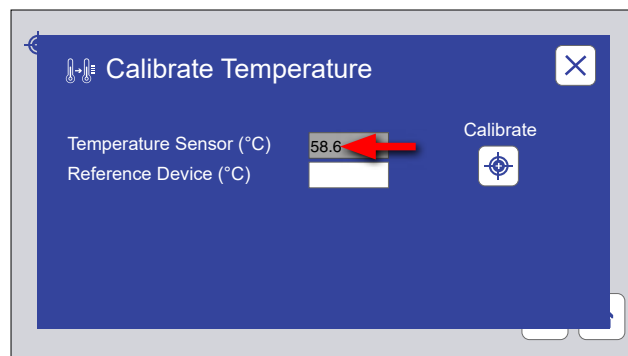 Calibrate Temperature
Temperature Sensor (°C)
58.6
Calibrate
Reference Device (°C)